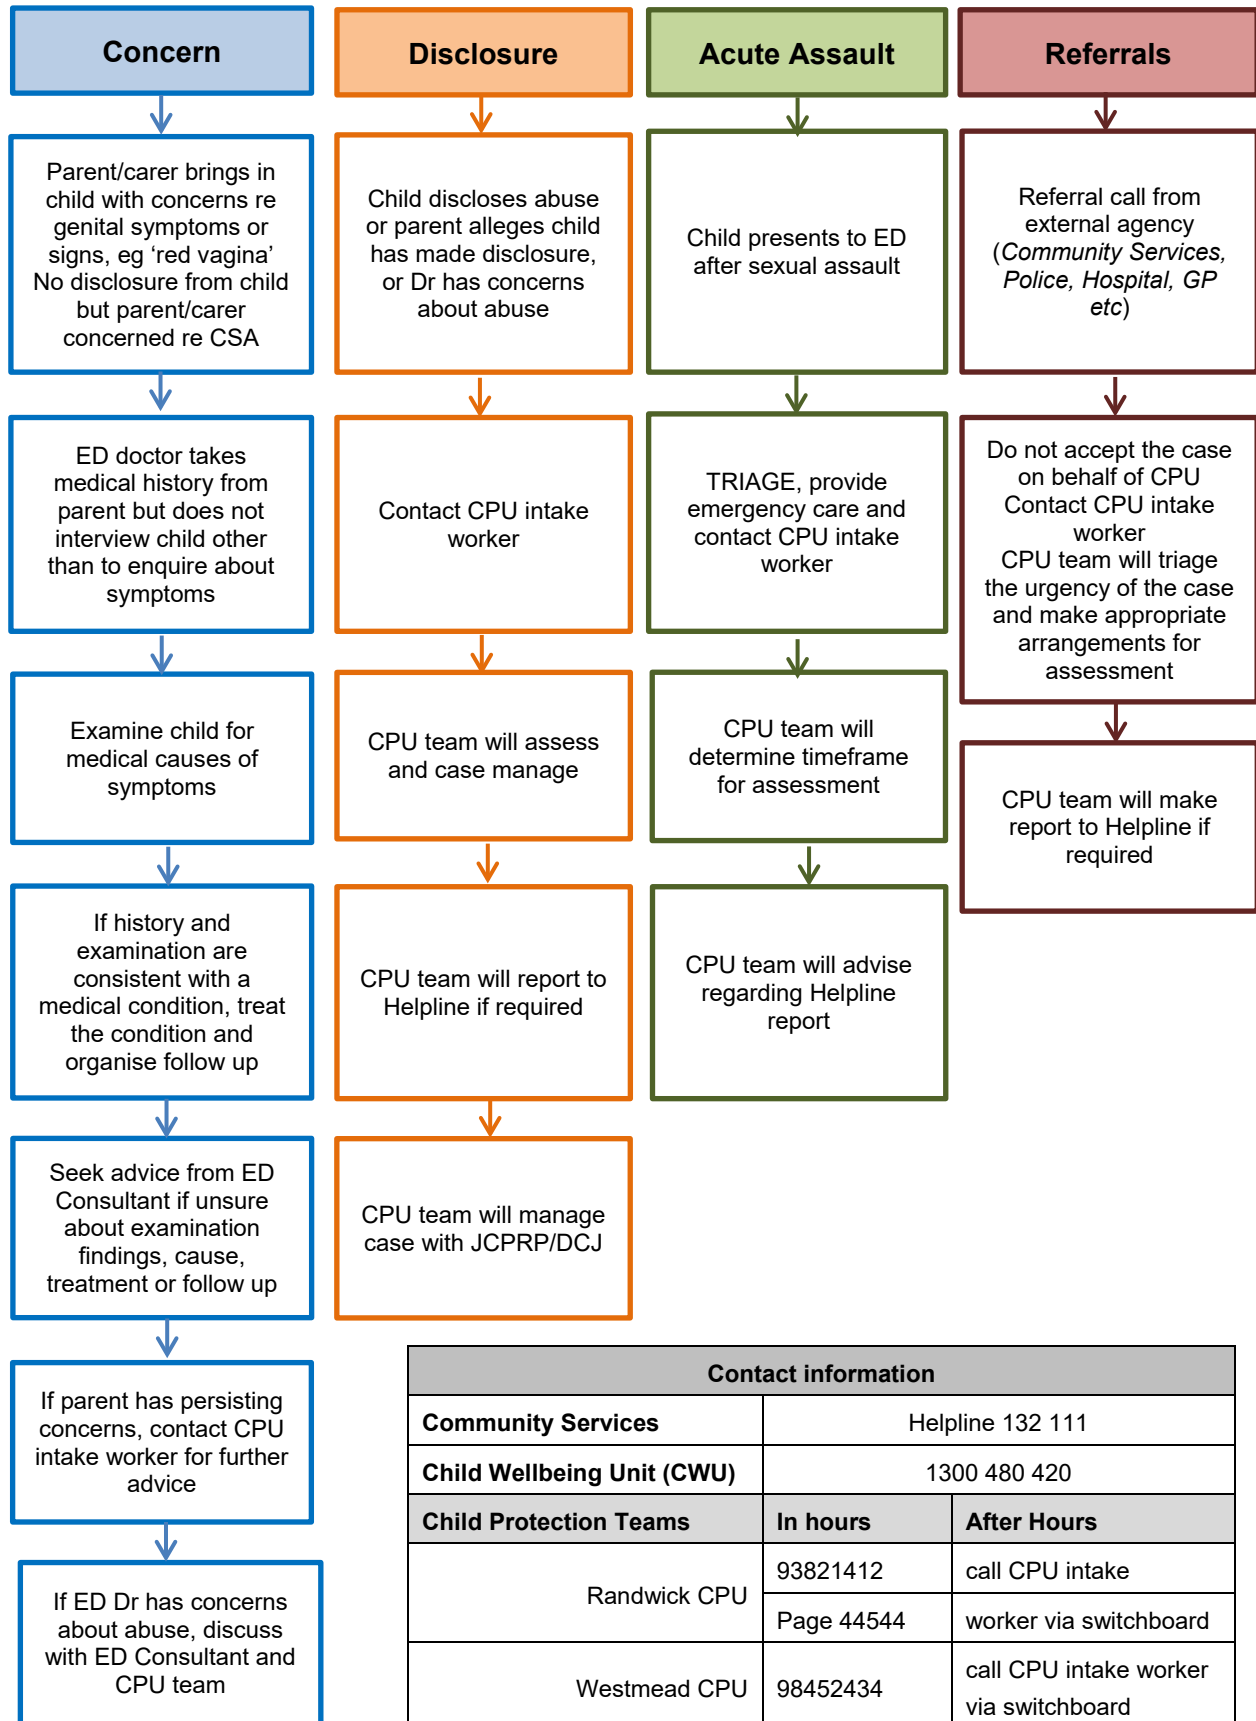 Concern
Parent/carer brings in
child with concerns re
genital symptoms or
signs, eg ‘red vagina’
No disclosure from child
but parent/carer
concerned re CSA
ED doctor takes
medical history from
parent but does not
interview child other
than to enquire about
symptoms
Examine child for
medical causes of
symptoms
If history and
examination are
consistent with a
medical condition, treat
the condition and
organise follow up
Seek advice from ED
Consultant if unsure
about examination
findings, cause,
treatment or follow up
If parent has persisting
concerns, contact CPU
intake worker for further
advice
If ED Dr has concerns
about abuse, discuss
with ED Consultant and
CPU team
Disclosure
Child discloses abuse
or parent alleges child
has made disclosure,
or Dr has concerns
about abuse
Contact CPU intake
worker
CPU team will assess
and case manage
CPU team will report to
Helpline if required
CPU team will manage
case with JCPRP/DCJ
Acute Assault
Child presents to ED
after sexual assault
TRIAGE, provide
emergency care and
contact CPU intake
worker
CPU team will
determine timeframe
for assessment
CPU team will advise
regarding Helpline
report
Referrals
Referral call from
external agency
(Community Services,
Police, Hospital, GP
etc)
Do not accept the case
on behalf of CPU
Contact CPU intake
worker
CPU team will triage
the urgency of the case
and make appropriate
arrangements for
assessment
CPU team will make
report to Helpline if
required
Contact information
Community Services Helpline 132 111
Child Wellbeing Unit (CWU) 1300 480 420
Child Protection Teams In hours After Hours
Randwick CPU 93821412 call CPU intake
Page 44544 worker via switchboard
Westmead CPU 98452434 call CPU intake worker
via switchboard